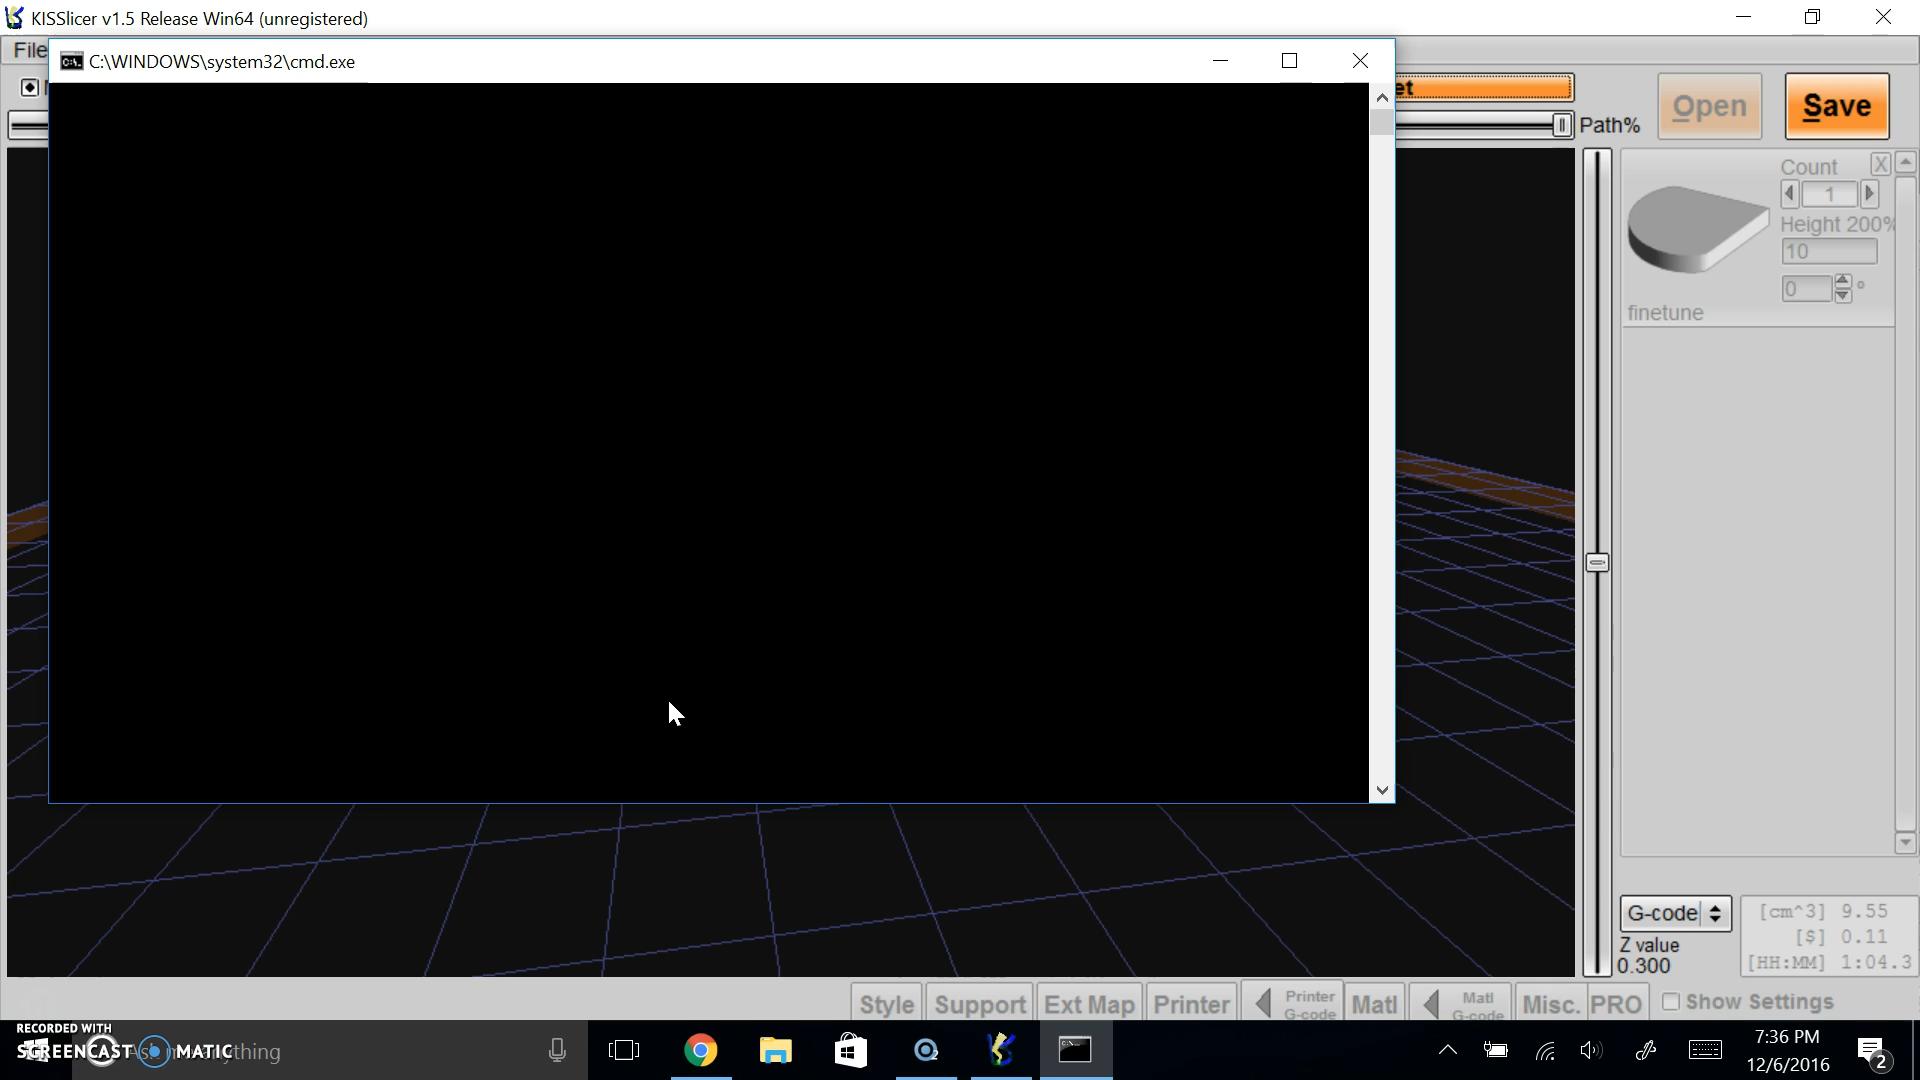 KISSlicer v1.5 Release Win64 (unregistered)
File
C:\WINDOWS\system32\cmd.exe
et
Path%
Open
Save
Count
X
1
Height 200%
10
0 °
finetune
G-code
Z value
0.300
[cm^3] 9.55
[$] 0.11
[HH:MM] 1:04.3
Style
Support
Ext Map
Printer
Printer
G-code
Matl
Matl
G-code
Misc.
PRO
Show Settings
RECORDED WITH
SCREENCAST MATIC
7:36 PM
12/6/2016
2